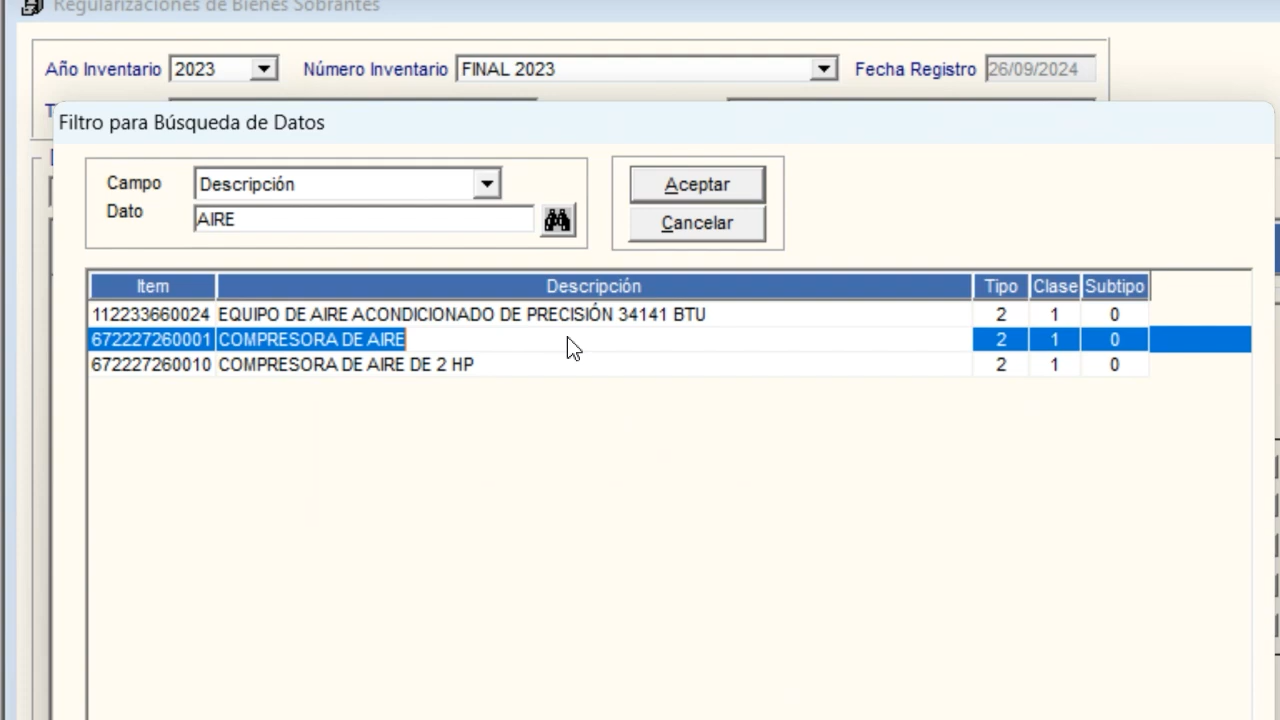 Regularizaciones de Bienes Sobrantes
Año Inventario 2023 Número Inventario FINAL 2023 Fecha Registro 26/09/2024
Filtro para Búsqueda de Datos
Campo Descripción Aceptar
Dato AIRE Cancelar
Item Descripción Tipo Clase Subtipo
112233660024 EQUIPO DE AIRE ACONDICIONADO DE PRECISIÓN 34141 BTU 2 1 0
672227260001 COMPRESORA DE AIRE 2 1 0
672227260010 COMPRESORA DE AIRE DE 2 HP 2 1 0